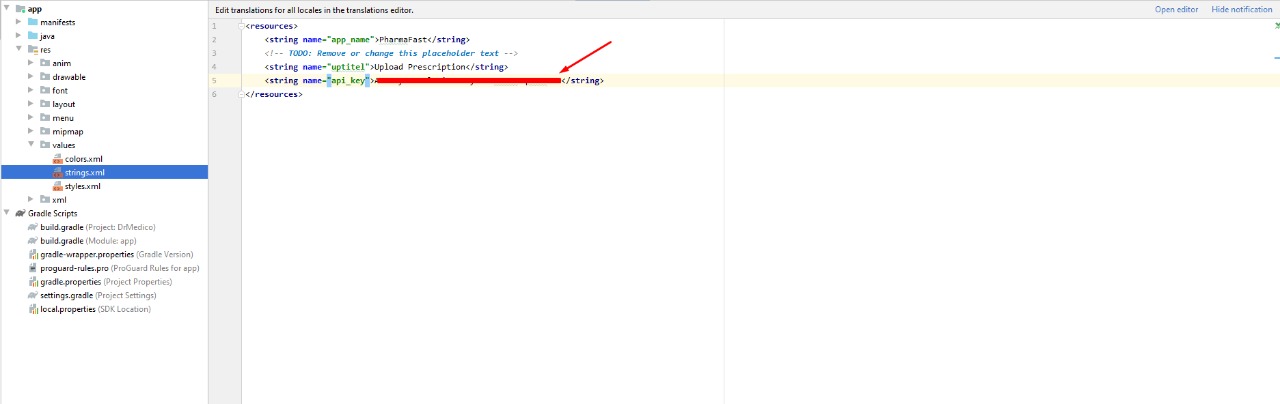 app
manifests
java
res
anim
drawable
font
layout
menu
mipmap
values
colors.xml
strings.xml
styles.xml
xml
Gradle Scripts
build.gradle (Project: DrMedico)
build.gradle (Module: app)
gradle-wrapper.properties (Gradle Version)
proguard-rules.pro (ProGuard Rules for app)
gradle.properties (Project Properties)
settings.gradle (Project Settings)
local.properties (SDK Location)
Edit translations for all locales in the translations editor. Open editor Hide notification
1 <resources>
2 <string name="app_name">PharmaFast</string>
3 <!-- TODO: Remove or change this placeholder text -->
4 <string name="uptitel">Upload Prescription</string>
5 <string name="api_key"></string>
6 </resources>